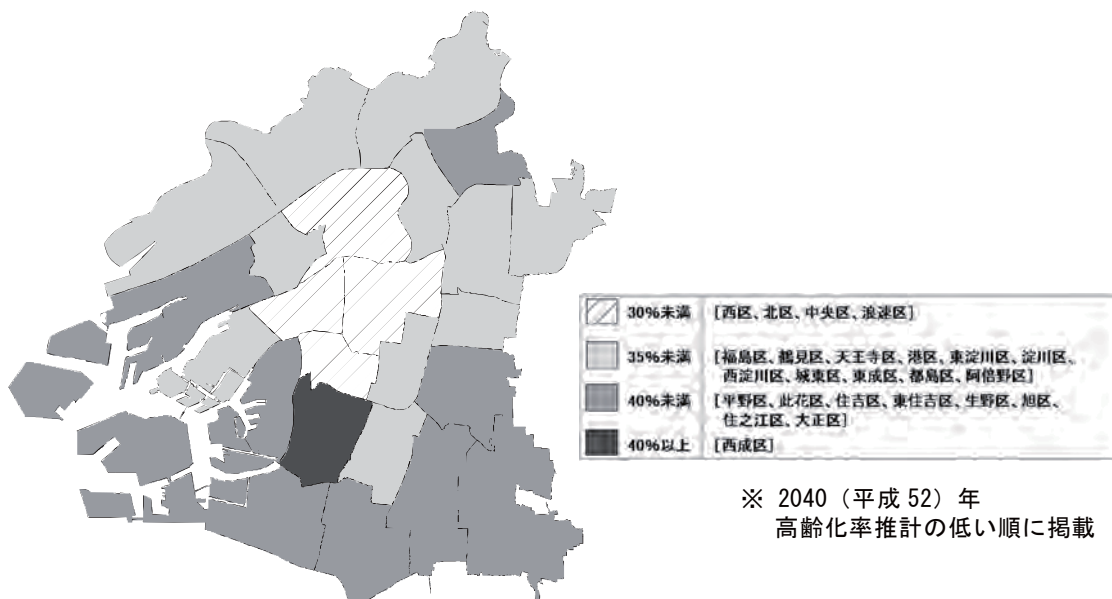 30%未満 [西区、北区、中央区、浪速区]
35%未満 [福島区、鶴見区、天王寺区、港区、東淀川区、淀川区、
西淀川区、城東区、東成区、都島区、阿倍野区]
40%未満 [平野区、此花区、住吉区、東住吉区、生野区、旭区、
住之江区、大正区]
40%以上 [西成区]
※ 2040（平成 52）年
高齢化率推計の低い順に掲載